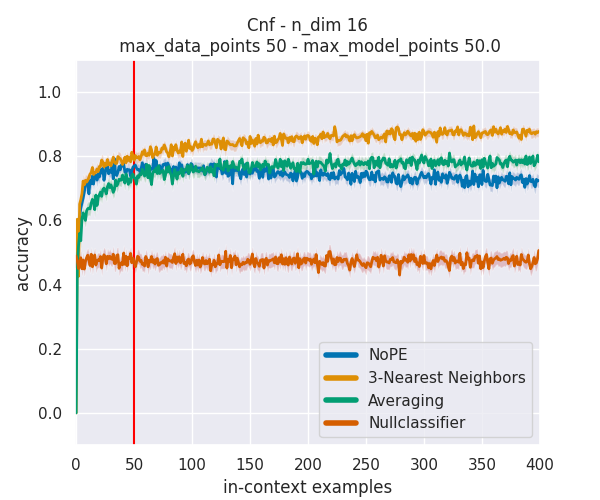 Cnf - n_dim 16
max_data_points 50 - max_model_points 50.0
accuracy
1.0
0.8
0.6
0.4
0.2
0.0
NoPE
3-Nearest Neighbors
Averaging
Nullclassifier
0 50 100 150 200 250 300 350 400
in-context examples